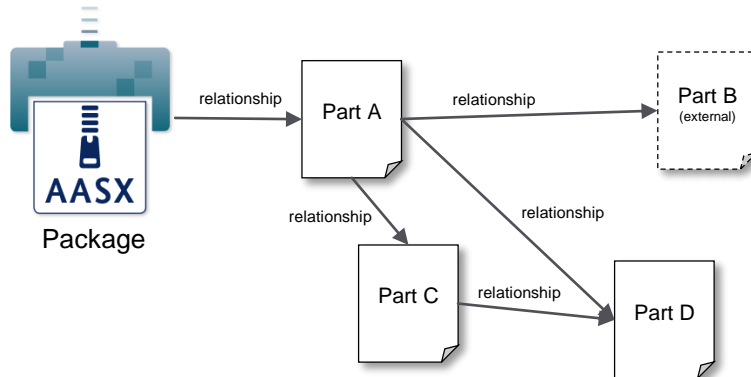 relationship
Part A
relationship
Part B
(external)
AASX
Package
relationship
relationship
Part C
relationship
Part D